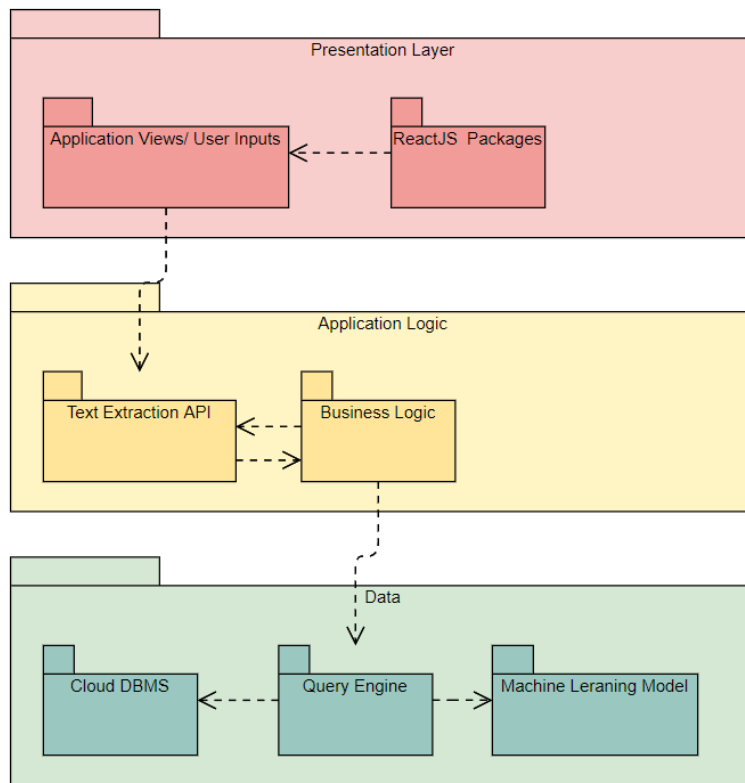 Presentation Layer
Application Views/ User Inputs
ReactJS Packages
Application Logic
Text Extraction API
Business Logic
Data
Cloud DBMS
Query Engine
Machine Leraning Model